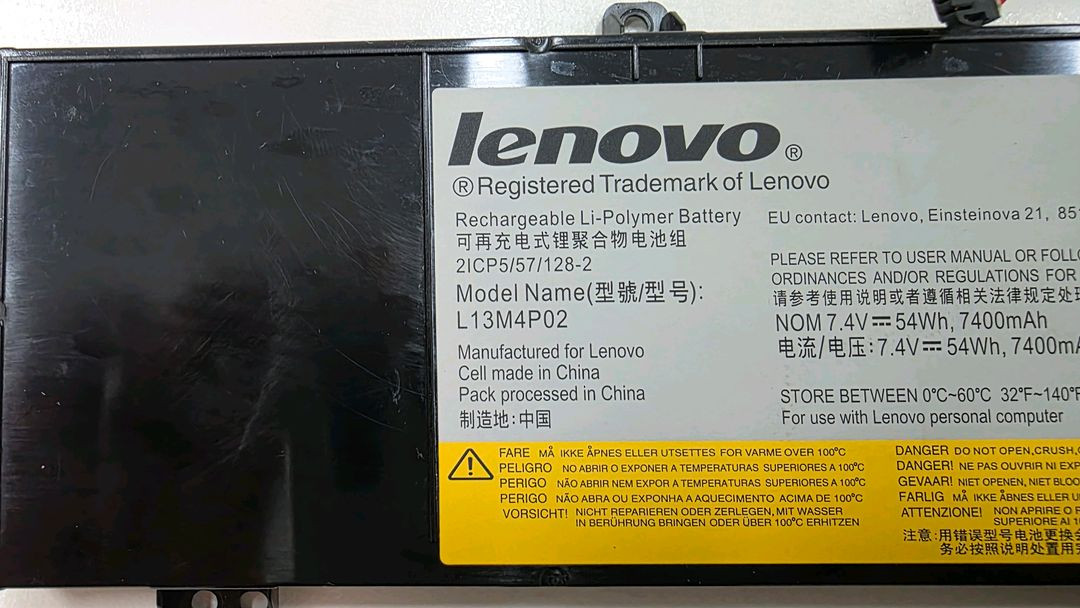 lenovo®
® Registered Trademark of Lenovo
Rechargeable Li-Polymer Battery
可再充电式锂聚合物电池组
2ICP5/57/128-2
Model Name(型號/型号):
L13M4P02
Manufactured for Lenovo
Cell made in China
Pack processed in China
制造地:中国
EU contact: Lenovo, Einsteinova 21, 85
PLEASE REFER TO USER MANUAL OR
ORDINANCES AND/OR REGULATIONS FOR
请参考使用说明或者遵循相关法律规定处
NOM 7.4V⎓54Wh, 7400mAh
电流/电压:7.4V⎓54Wh, 7400mA
STORE BETWEEN 0°C~60°C 32°F~140°F
For use with Lenovo personal computer
FARE MÅ IKKE ÅPNES ELLER UTSETTES FOR VARME OVER 100°C
PELIGRO NO ABRIR O EXPONER A TEMPERATURAS SUPERIORES A 100°C
PERIGO NÃO ABRIR NEM EXPOR A TEMPERATURAS SUPERIORES A 100°C
PERIGO NÃO ABRA OU EXPONHA A AQUECIMENTO ACIMA DE 100°C
VORSICHT! NICHT REPARIEREN ODER ZERLEGEN, MIT WASSER
IN BERÜHRUNG BRINGEN ODER ÜBER 100°C ERHITZEN
DANGER DO NOT OPEN,CRUSH,
DANGER! NE PAS OUVRIR NI
GEVAAR! NIET OPENEN, NIET
FARLIG MÅ IKKE ÅBNES ELLER
ATTENZIONE! NON APRIRE O
SUPERIORE AI
注意:用错误型号电池更换
务必按照说明处置用